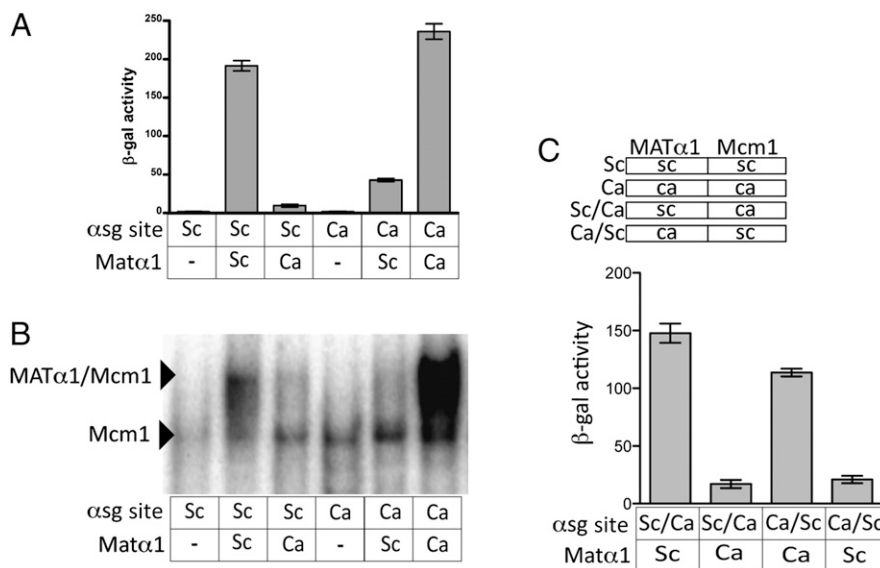 A
β-gal activity
250
200
150
100
50
0
αsg site Sc Sc Sc Ca Ca Ca
Matα1 - Sc Ca - Sc Ca
B
MATα1/Mcm1
Mcm1
αsg site Sc Sc Sc Ca Ca Ca
Matα1 - Sc Ca - Sc Ca
C
MATα1 Mcm1
Sc sc sc
Ca ca ca
Sc/Ca sc ca
Ca/Sc ca sc
β-gal activity
200
150
100
50
0
αsg site Sc/Ca Sc/Ca Ca/Sc Ca/Sc
Matα1 Sc Ca Ca Sc